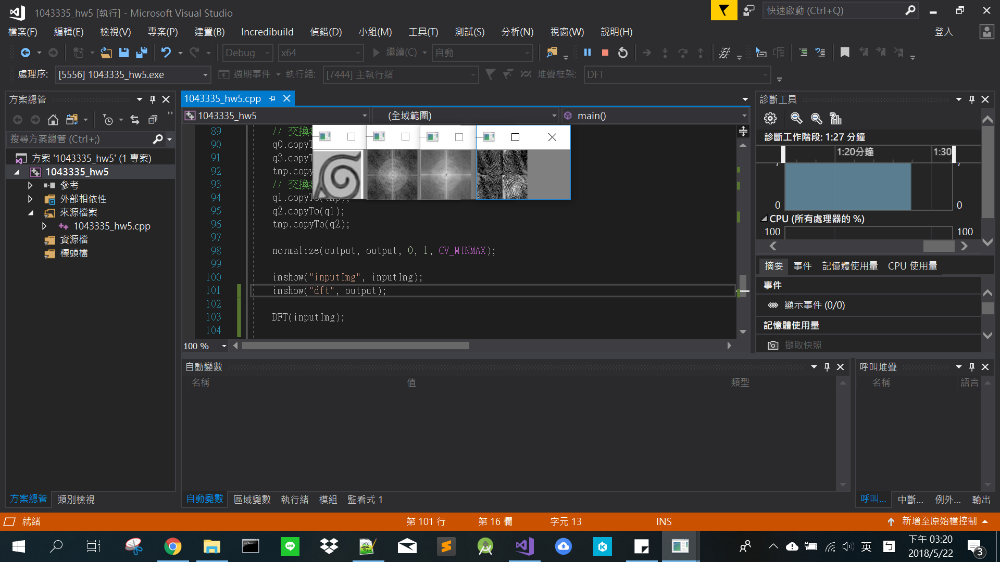 1043335_hw5 [執行] - Microsoft Visual Studio
快速啟動 (Ctrl+Q)
檔案(F) 編輯(E) 檢視(V) 專案(P) 建置(B) Incredibuild 偵錯(D) 小組(M) 工具(T) 測試(S) 分析(N) 視窗(W) 說明(H) 登入
Debug x64 繼續(C) 自動
處理序: [5556] 1043335_hw5.exe 週期事件 執行緒: [7444] 主執行緒 堆疊框架: DFT
方案總管
搜尋方案總管 (Ctrl+;)
方案 '1043335_hw5' (1 專案)
1043335_hw5
參考
外部相依性
來源檔案
1043335_hw5.cpp
資源檔
標頭檔
方案總管 類別檢視
1043335_hw5.cpp
1043335_hw5 (全域範圍) main()
89 // 交換
90 q0.copyT
91 q3.copyT
92 tmp.copy
93 // 交換
94 q1.copyTo(tmp);
95 q2.copyTo(q1);
96 tmp.copyTo(q2);
97
98 normalize(output, output, 0, 1, CV_MINMAX);
99
100 imshow("inputImg", inputImg);
101 imshow("dft", output);
102
103 DFT(inputImg);
104
100 %
診斷工具
診斷工作階段: 1:27 分鐘
1:20分鐘 1:30
0 0
CPU (所有處理器的 %)
100 100
摘要 事件 記憶體使用量 CPU 使用量
事件
顯示事件 (0/0)
記憶體使用量
擷取快照
自動變數
名稱 值 類型
自動變數 區域變數 執行緒 模組 監看式 1
呼叫堆疊
名稱 語言
呼叫... 中斷... 例外... 輸出
就緒 第 101 行 第 16 欄 字元 13 INS 新增至原始檔控制
LINE
英
下午 03:20
2018/5/22
3